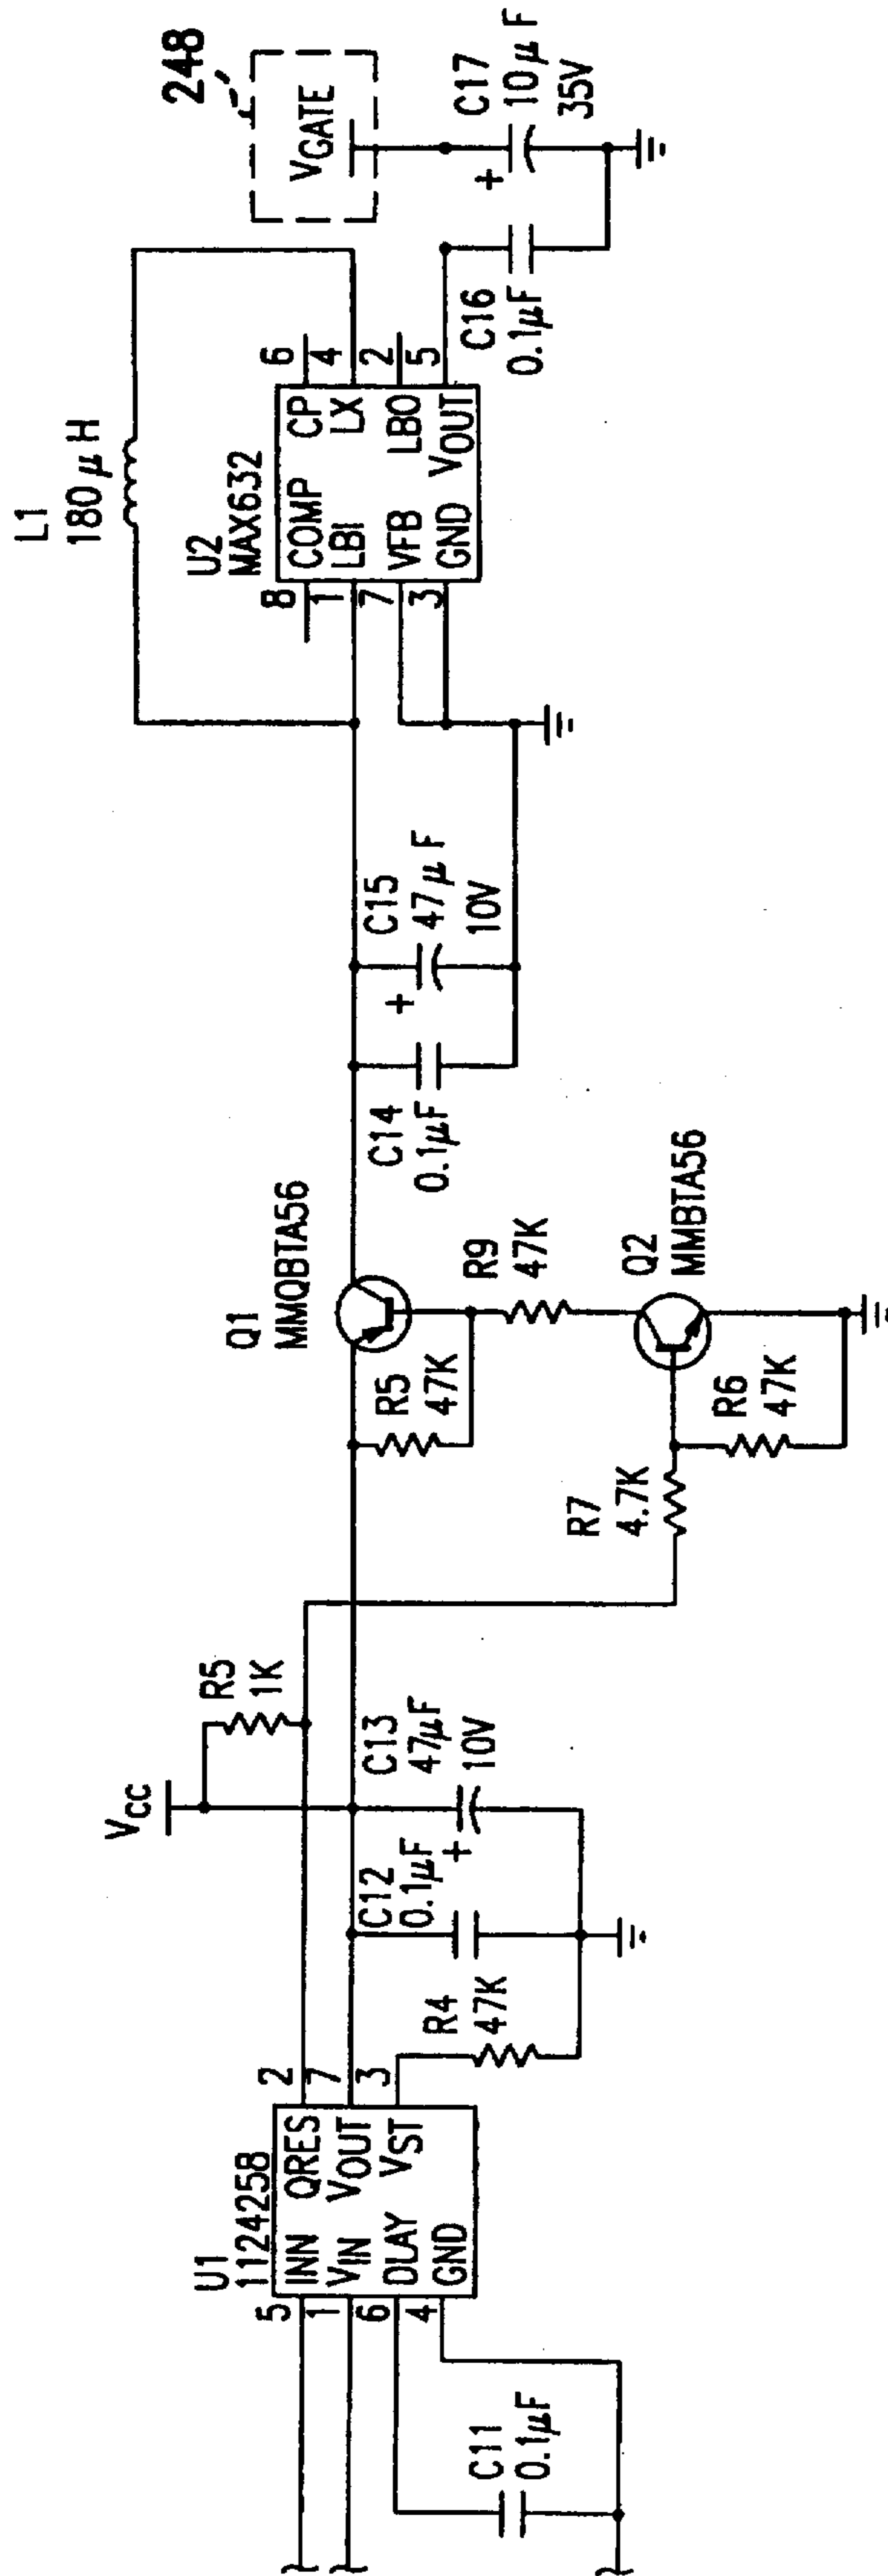 U1
1124258
5 INN QRES 2
1 VIN VOUT 7
6 DLAY VST 3
4 GND
C11
0.1μF
R4
47K
C12
0.1μF
+
C13
47μF
10V
VCC
R5
1K
R7
4.7K
R6
47K
R5
47K
Q1
MMQBTA56
R9
47K
Q2
MMBTA56
C14
0.1μF
+
C15
47μF
10V
L1
180μH
U2
MAX632
8 COMP CP 6
1 LBI LX 4
7 VFB LBO 2
3 GND VOUT 5
C16
0.1μF
+
C17
10μF
35V
VGATE
248